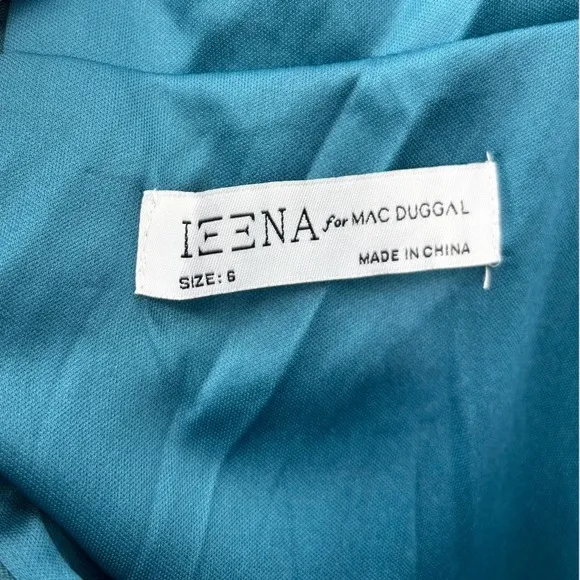 IEENA for MAC DUGGAL
SIZE: 6
MADE IN CHINA